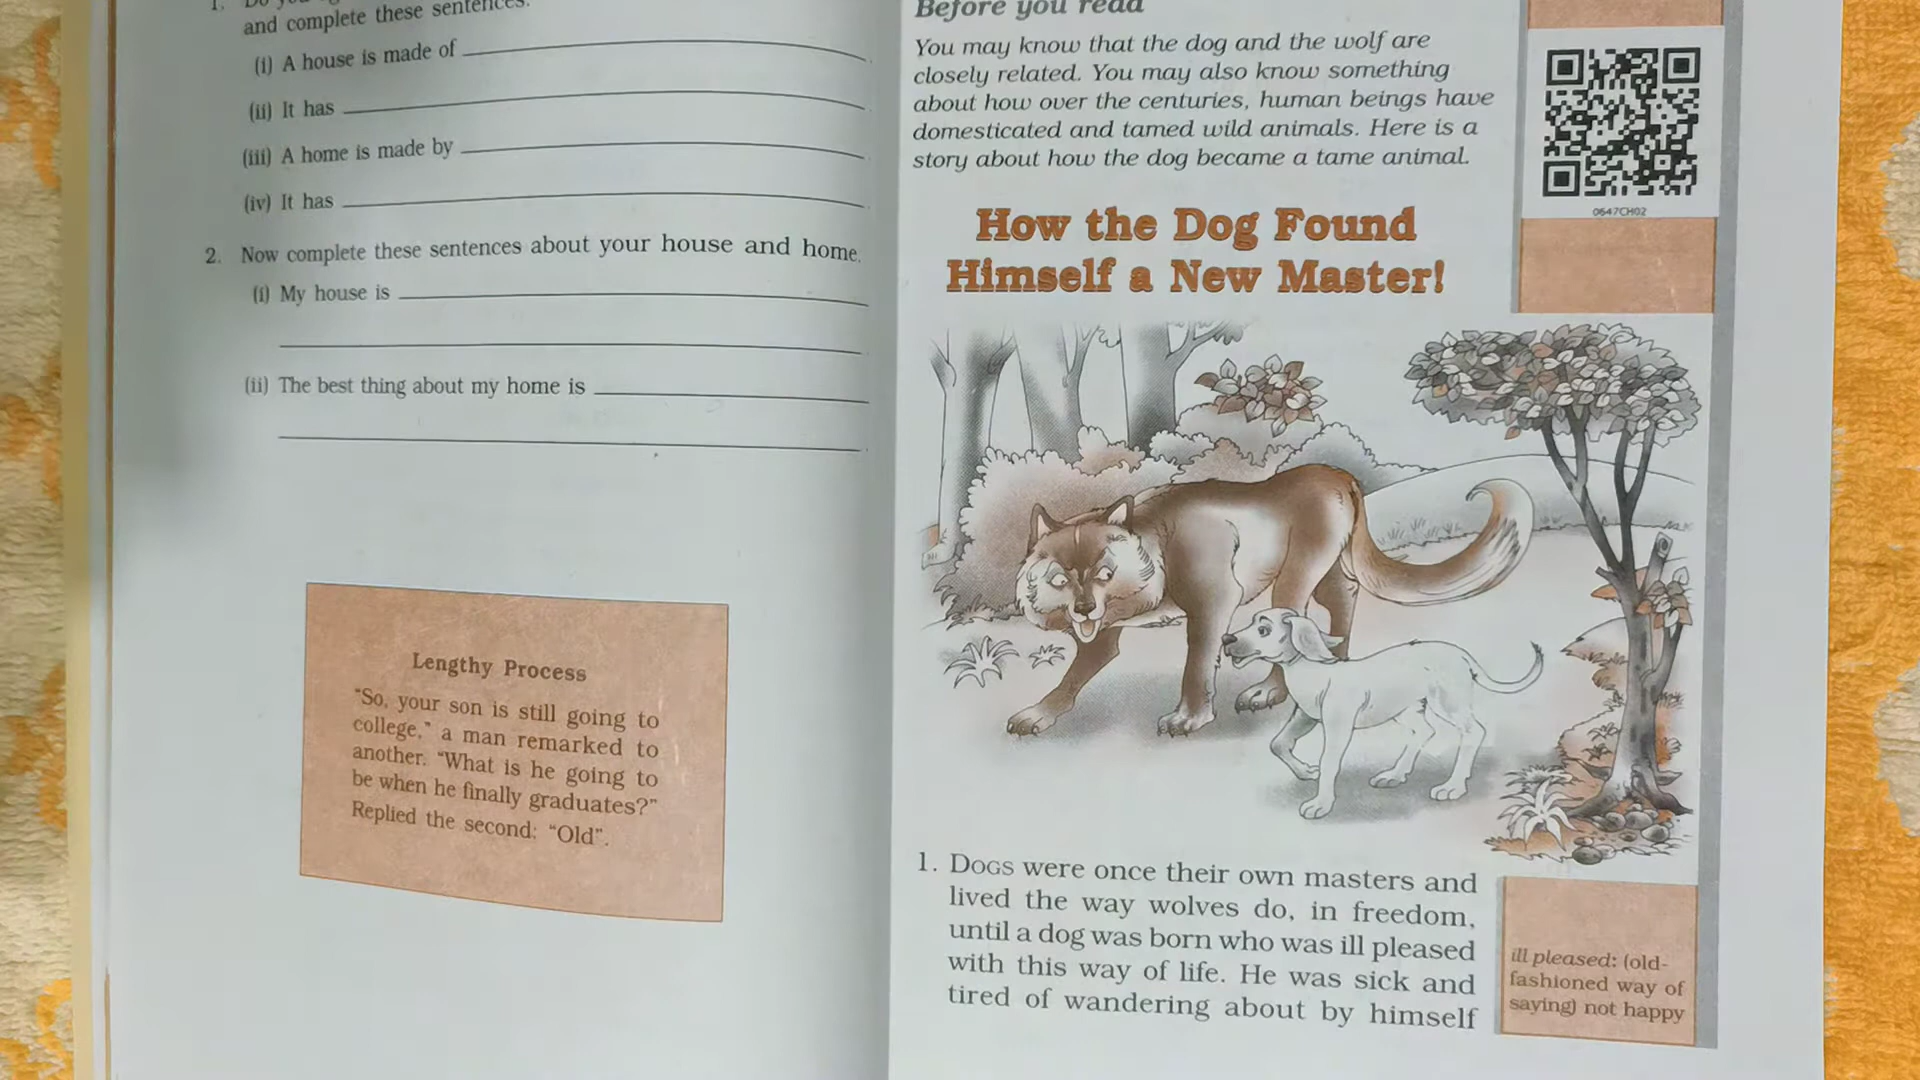 and complete these sentences.
(i) A house is made of
(ii) It has
(iii) A home is made by
(iv) It has
2. Now complete these sentences about your house and home.
(i) My house is
(ii) The best thing about my home is
Lengthy Process
"So, your son is still going to
college," a man remarked to
another. "What is he going to
be when he finally graduates?"
Replied the second: "Old".
Before you read
You may know that the dog and the wolf are
closely related. You may also know something
about how over the centuries, human beings have
domesticated and tamed wild animals. Here is a
story about how the dog became a tame animal.
0647CH02
How the Dog Found
Himself a New Master!
1. DOGS were once their own masters and
lived the way wolves do, in freedom,
until a dog was born who was ill pleased
with this way of life. He was sick and
tired of wandering about by himself
ill pleased: (old-
fashioned way of
saying) not happy